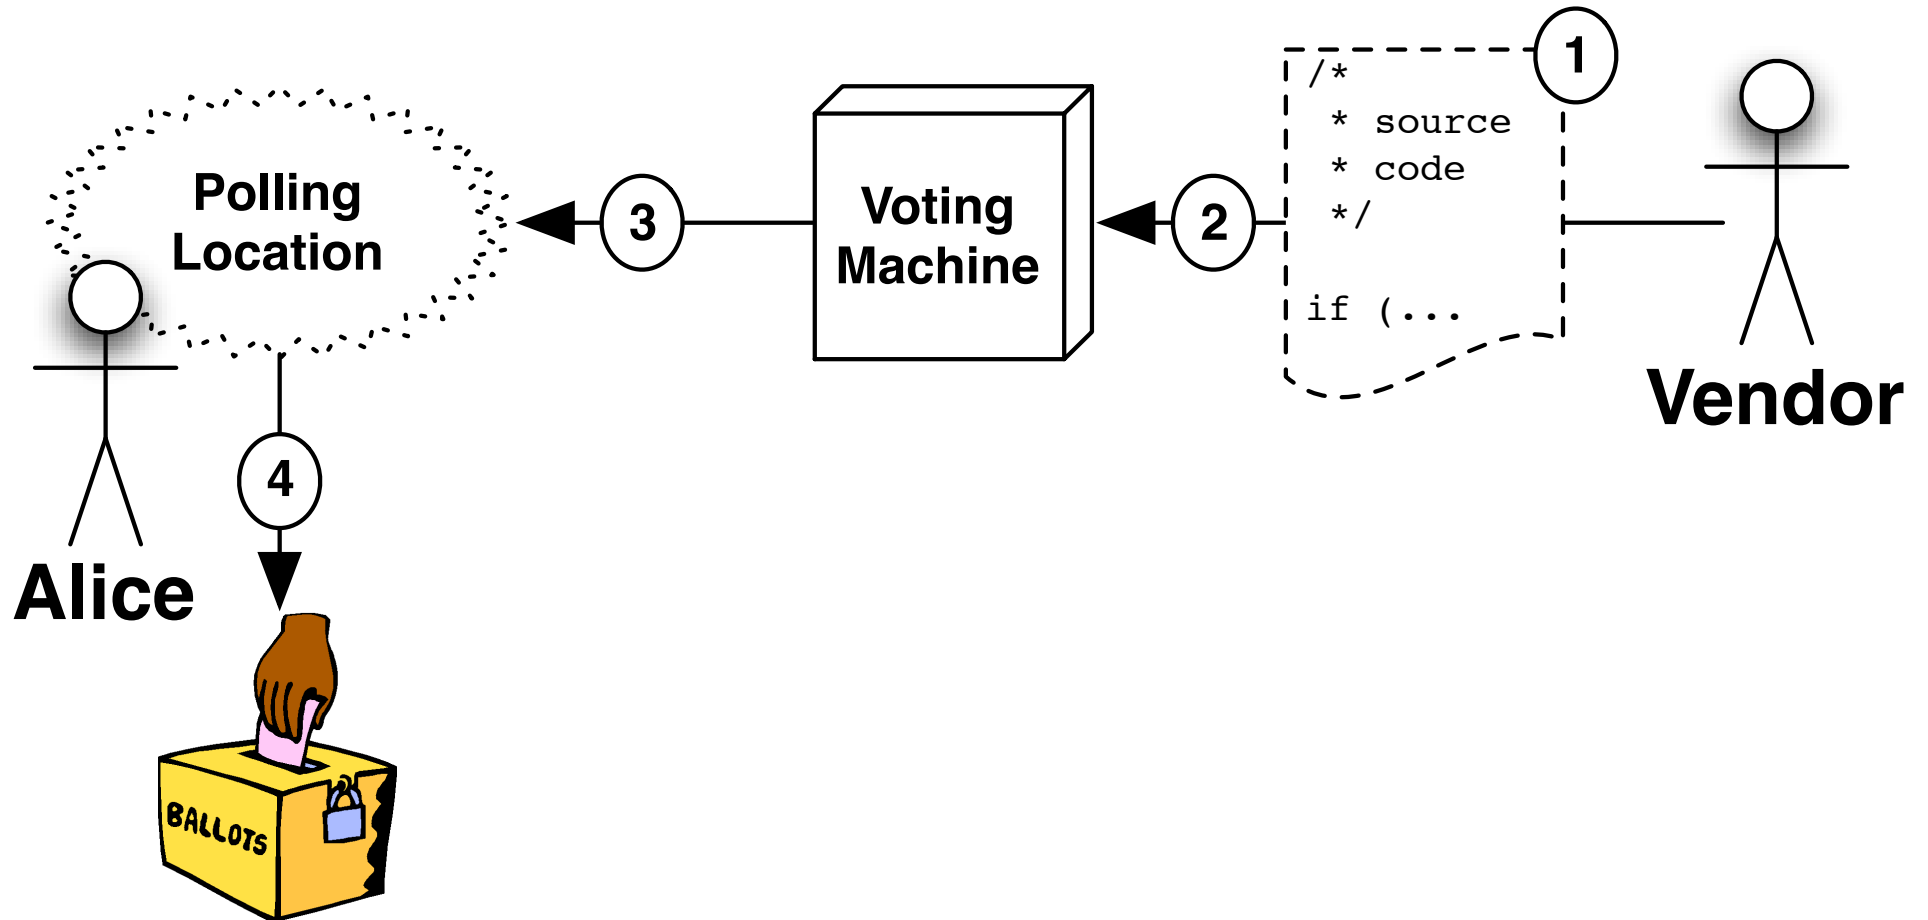 1
/*
* source
* code
*/
if (...
Vendor
2
Voting
Machine
3
Polling
Location
Alice
4
BALLOTS